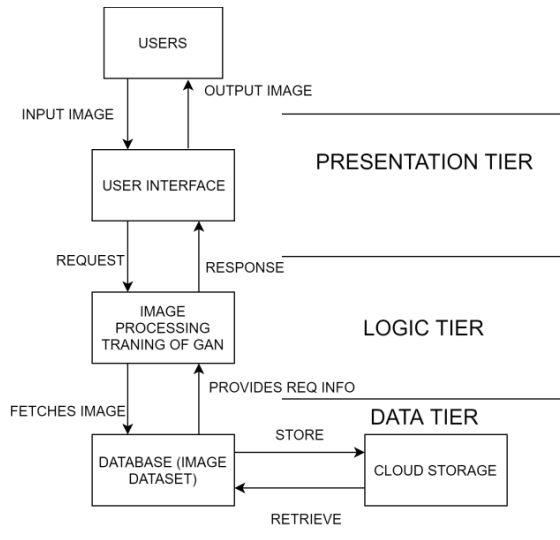 USERS
OUTPUT IMAGE
INPUT IMAGE
PRESENTATION TIER
USER INTERFACE
REQUEST
RESPONSE
IMAGE
PROCESSING
TRANING OF GAN
LOGIC TIER
PROVIDES REQ INFO
FETCHES IMAGE
DATA TIER
STORE
DATABASE (IMAGE
DATASET)
CLOUD STORAGE
RETRIEVE